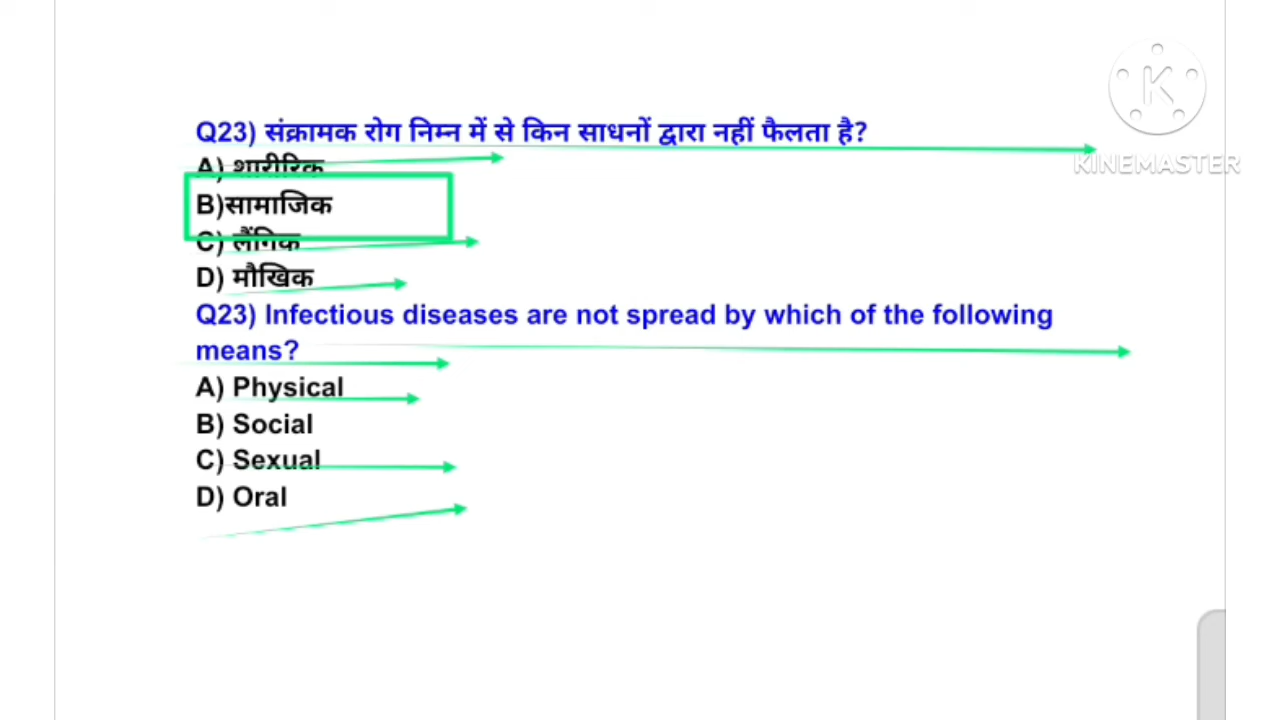 Q23) संक्रामक रोग निम्न में से किन साधनों द्वारा नहीं फैलता है?
KINEMASTER
A) शारीरिक
B)सामाजिक
C) लैंगिक
D) मौखिक
Q23) Infectious diseases are not spread by which of the following
means?
A) Physical
B) Social
C) Sexual
D) Oral